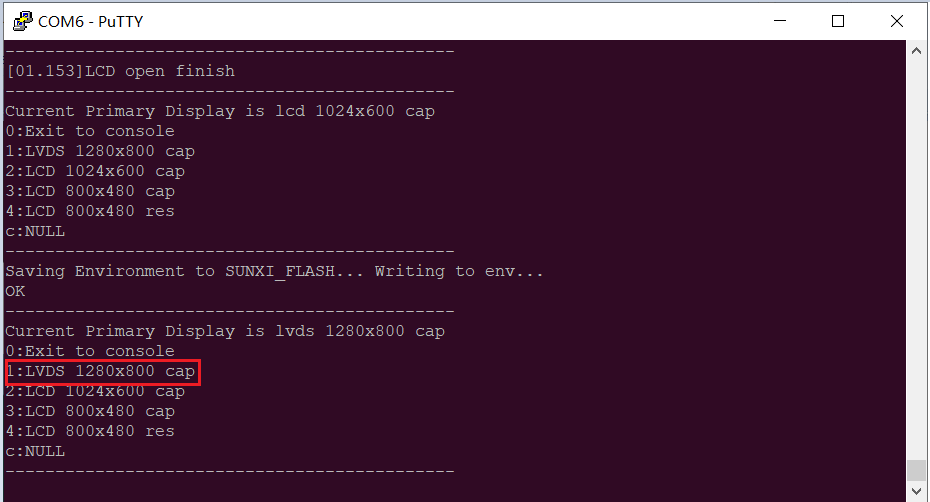 COM6 - PuTTY
---------------------------------------------
[01.153]LCD open finish
---------------------------------------------
Current Primary Display is lcd 1024x600 cap
0:Exit to console
1:LVDS 1280x800 cap
2:LCD 1024x600 cap
3:LCD 800x480 cap
4:LCD 800x480 res
c:NULL
---------------------------------------------
Saving Environment to SUNXI_FLASH... Writing to env...
OK
---------------------------------------------
Current Primary Display is lvds 1280x800 cap
0:Exit to console
1:LVDS 1280x800 cap
2:LCD 1024x600 cap
3:LCD 800x480 cap
4:LCD 800x480 res
c:NULL
---------------------------------------------